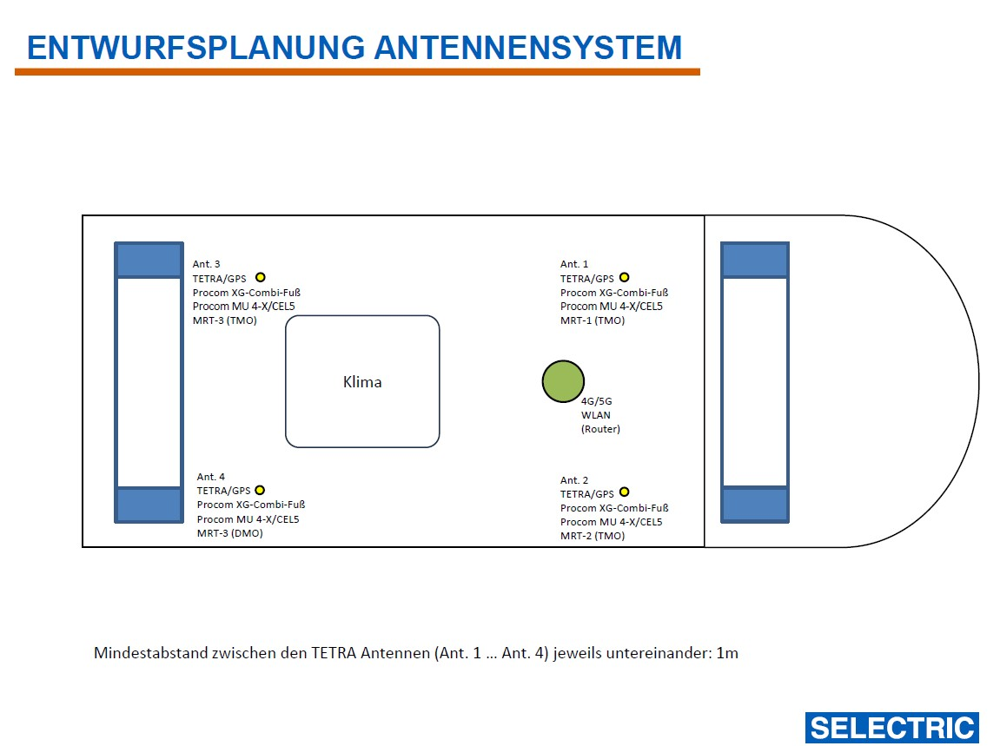 ENTWURFSPLANUNG ANTENNENSYSTEM
Ant. 3
TETRA/GPS
Procom XG-Combi-Fuß
Procom MU 4-X/CEL5
MRT-3 (TMO)
Ant. 1
TETRA/GPS
Procom XG-Combi-Fuß
Procom MU 4-X/CEL5
MRT-1 (TMO)
Klima
4G/5G
WLAN
(Router)
Ant. 4
TETRA/GPS
Procom XG-Combi-Fuß
Procom MU 4-X/CEL5
MRT-3 (DMO)
Ant. 2
TETRA/GPS
Procom XG-Combi-Fuß
Procom MU 4-X/CEL5
MRT-2 (TMO)
Mindestabstand zwischen den TETRA Antennen (Ant. 1 ... Ant. 4) jeweils untereinander: 1m
SELECTRIC